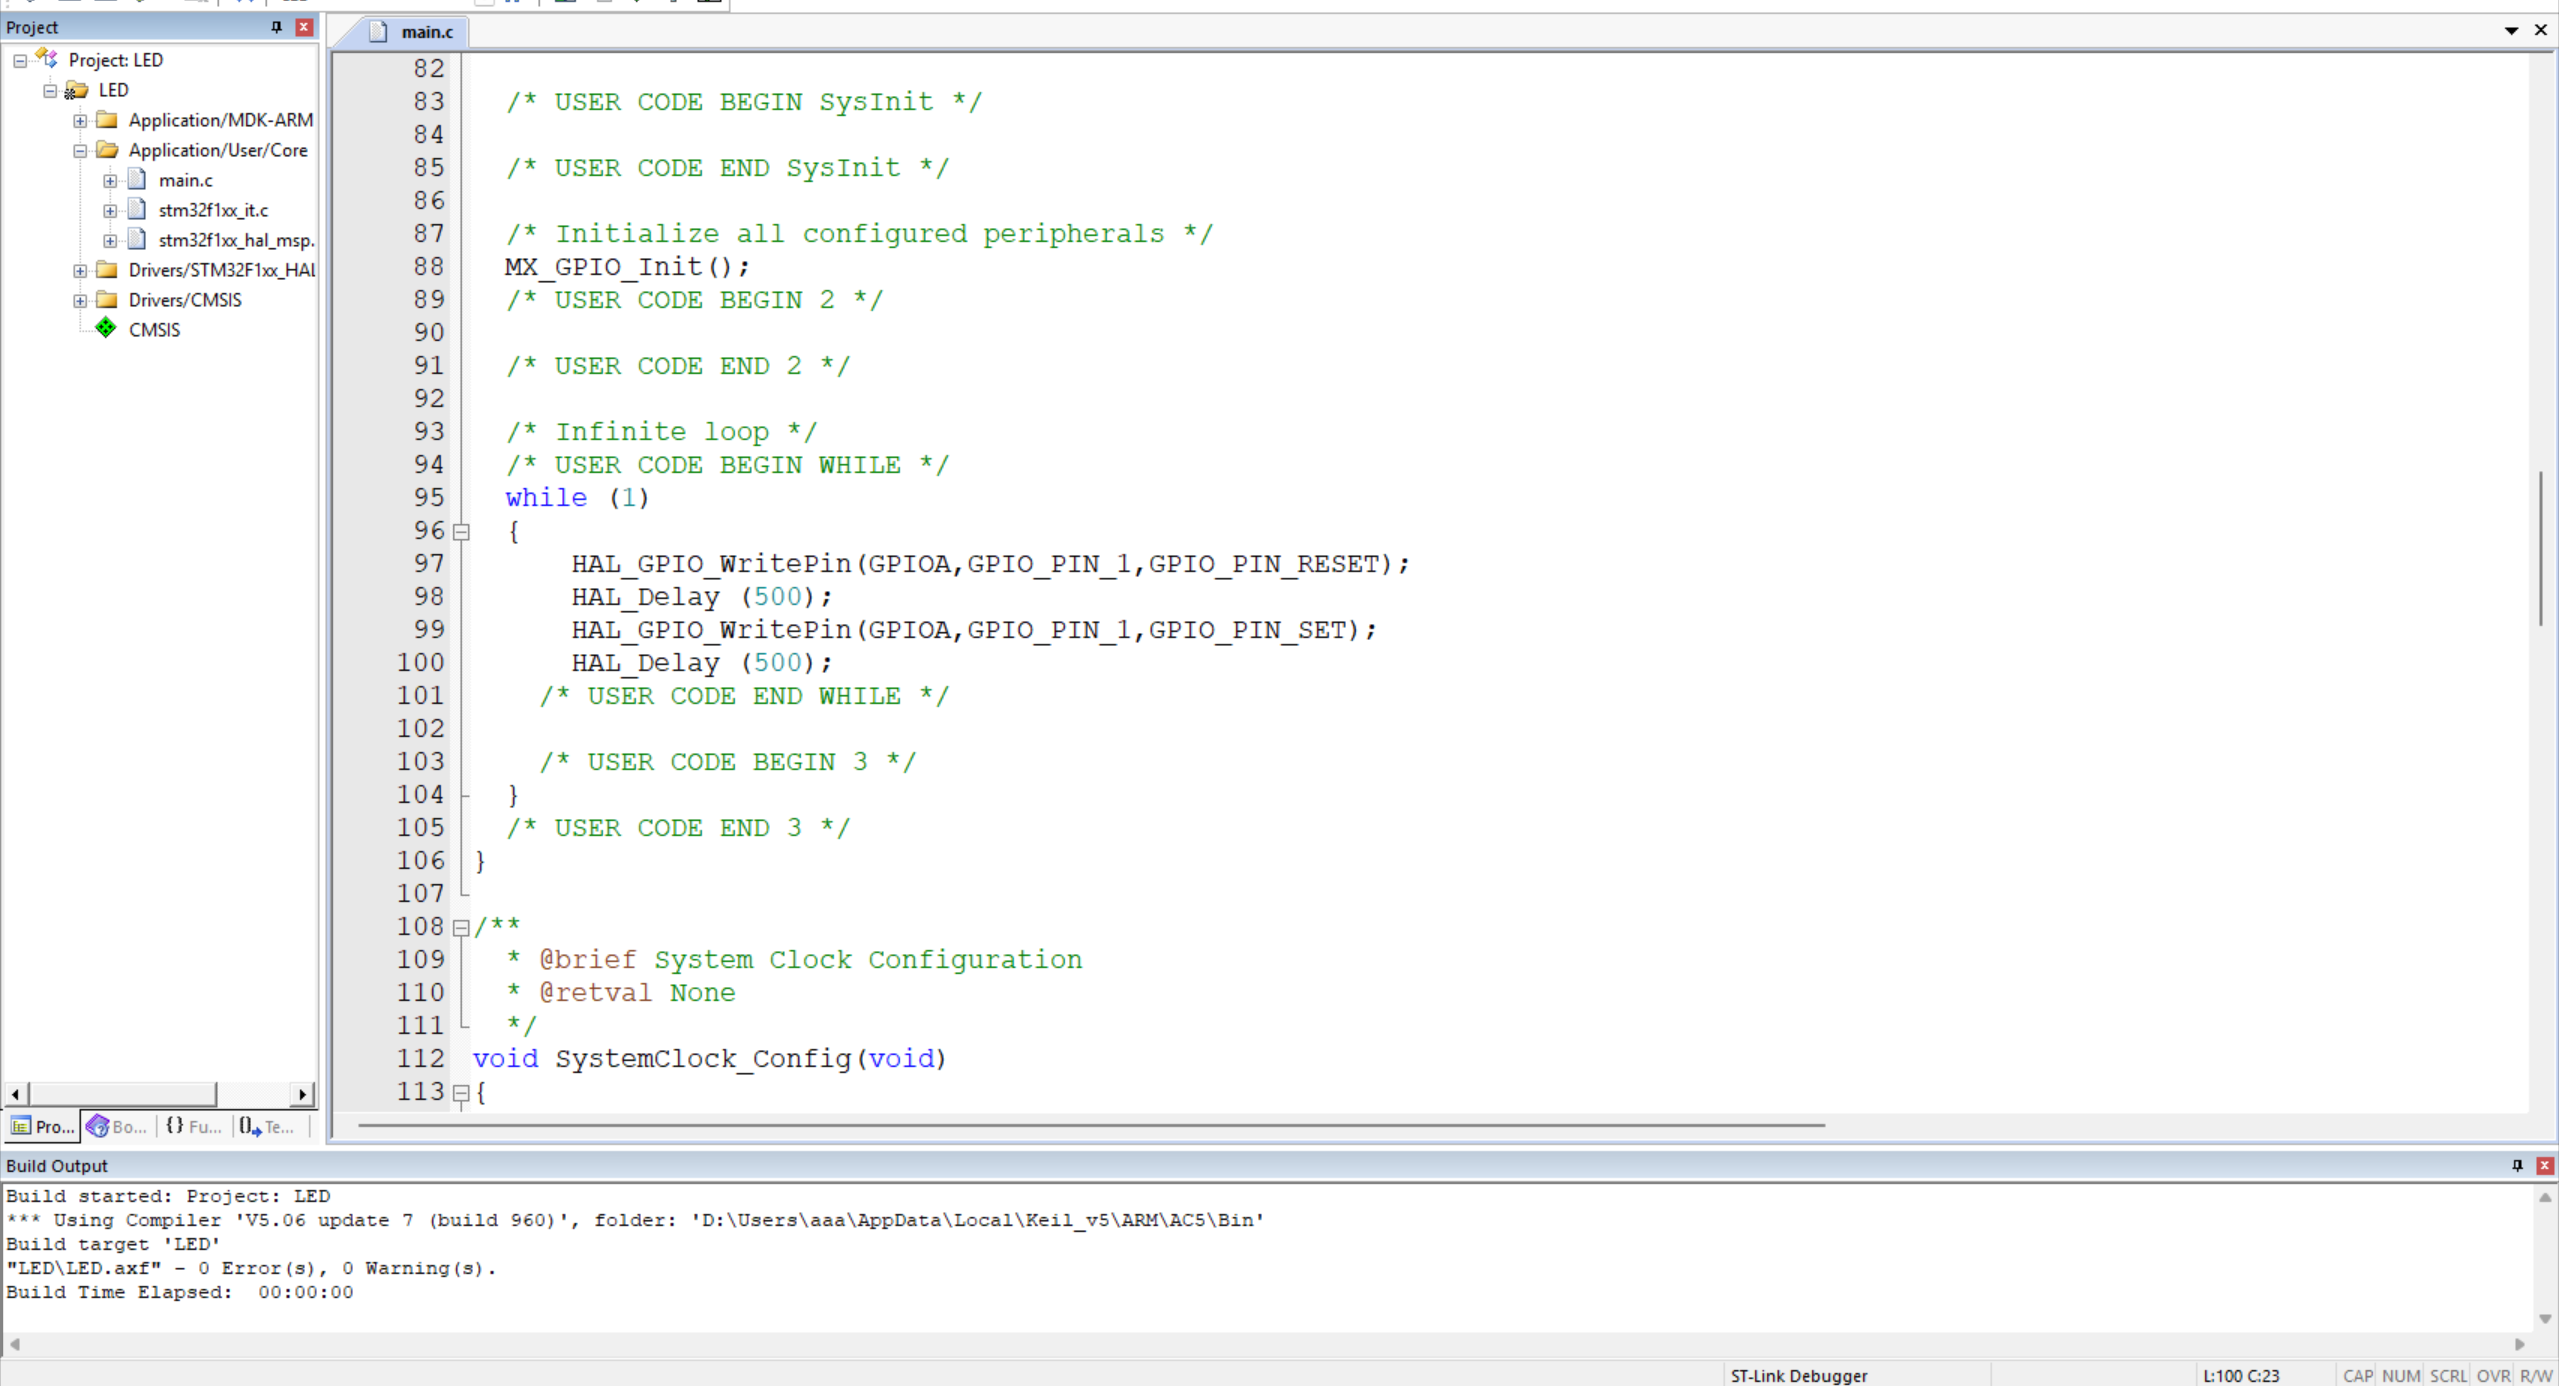 Project
Project: LED
LED
Application/MDK-ARM
Application/User/Core
main.c
stm32f1xx_it.c
stm32f1xx_hal_msp.
Drivers/STM32F1xx_HAL
Drivers/CMSIS
CMSIS
Pro...
Bo...
{} Fu...
Te...
main.c
82
83 /* USER CODE BEGIN SysInit */
84
85 /* USER CODE END SysInit */
86
87 /* Initialize all configured peripherals */
88 MX_GPIO_Init();
89 /* USER CODE BEGIN 2 */
90
91 /* USER CODE END 2 */
92
93 /* Infinite loop */
94 /* USER CODE BEGIN WHILE */
95 while (1)
96 {
97 HAL_GPIO_WritePin(GPIOA,GPIO_PIN_1,GPIO_PIN_RESET);
98 HAL_Delay (500);
99 HAL_GPIO_WritePin(GPIOA,GPIO_PIN_1,GPIO_PIN_SET);
100 HAL_Delay (500);
101 /* USER CODE END WHILE */
102
103 /* USER CODE BEGIN 3 */
104 }
105 /* USER CODE END 3 */
106 }
107
108 /**
109 * @brief System Clock Configuration
110 * @retval None
111 */
112 void SystemClock_Config(void)
113 {
Build Output
Build started: Project: LED
*** Using Compiler 'V5.06 update 7 (build 960)', folder: 'D:\Users\aaa\AppData\Local\Keil_v5\ARM\AC5\Bin'
Build target 'LED'
"LED\LED.axf" - 0 Error(s), 0 Warning(s).
Build Time Elapsed:  00:00:00
ST-Link Debugger
L:100 C:23
CAP NUM SCRL OVR R/W